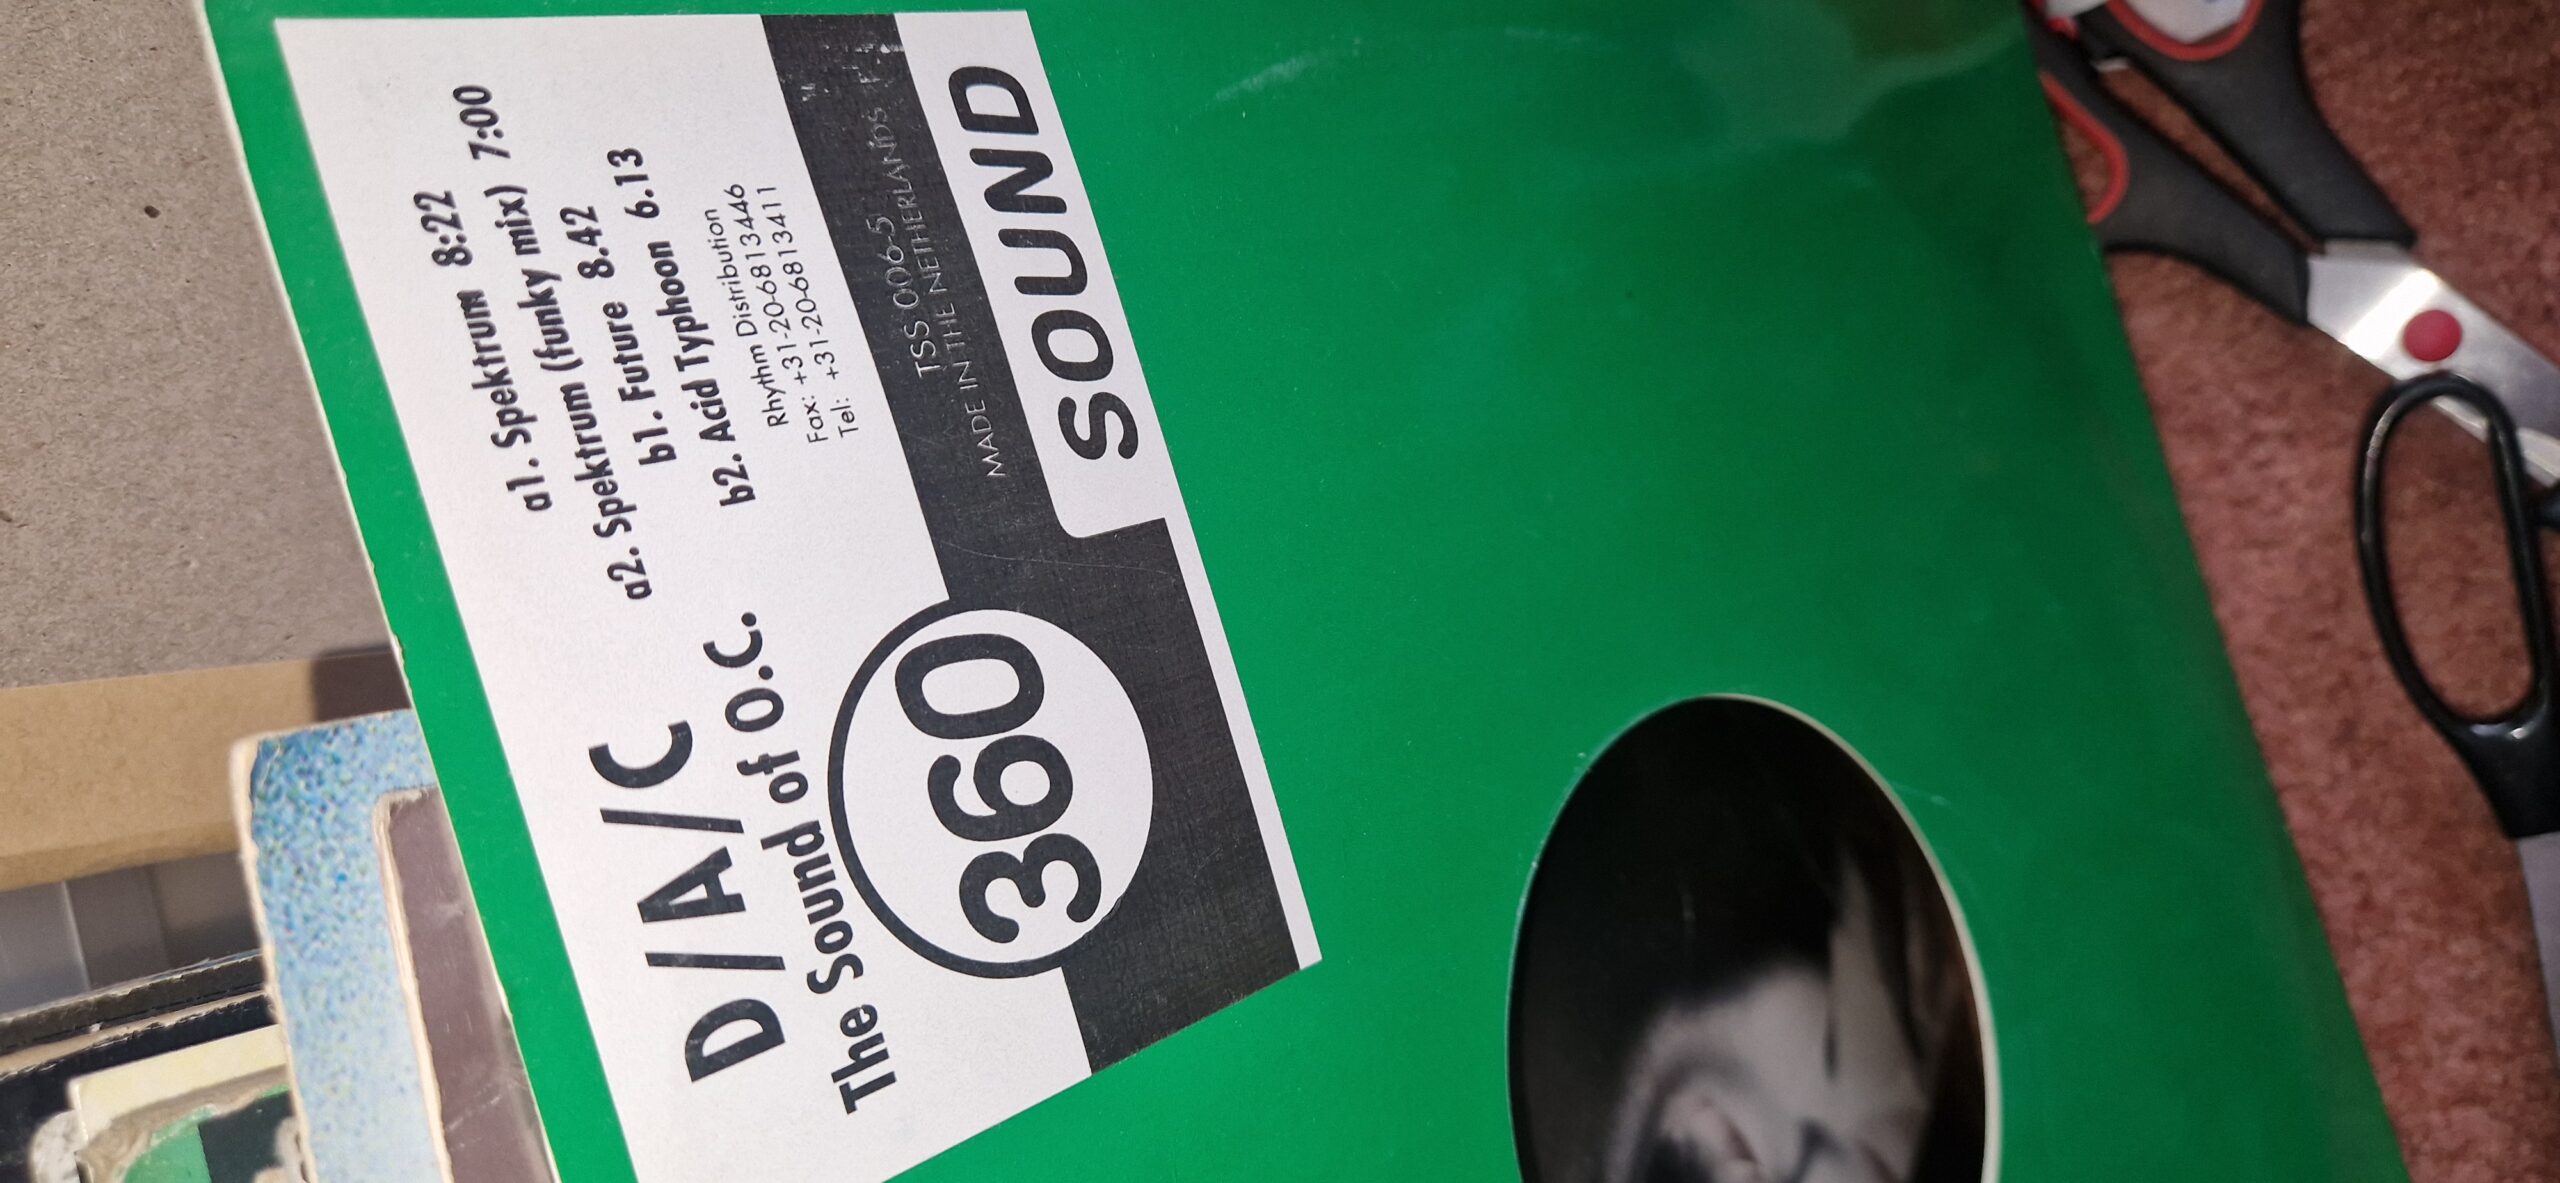 D/A/C
The Sound of O.C.
a1. Spektrum 8:22
a2. Spektrum (funky mix) 7:00
b1. Future 8.42
b2. Acid Typhoon 6.13
Rhythm Distribution
Fax: +31-20-6813446
Tel: +31-20-6813411
TSS 006-5
MADE IN THE NETHERLANDS
360
SOUND